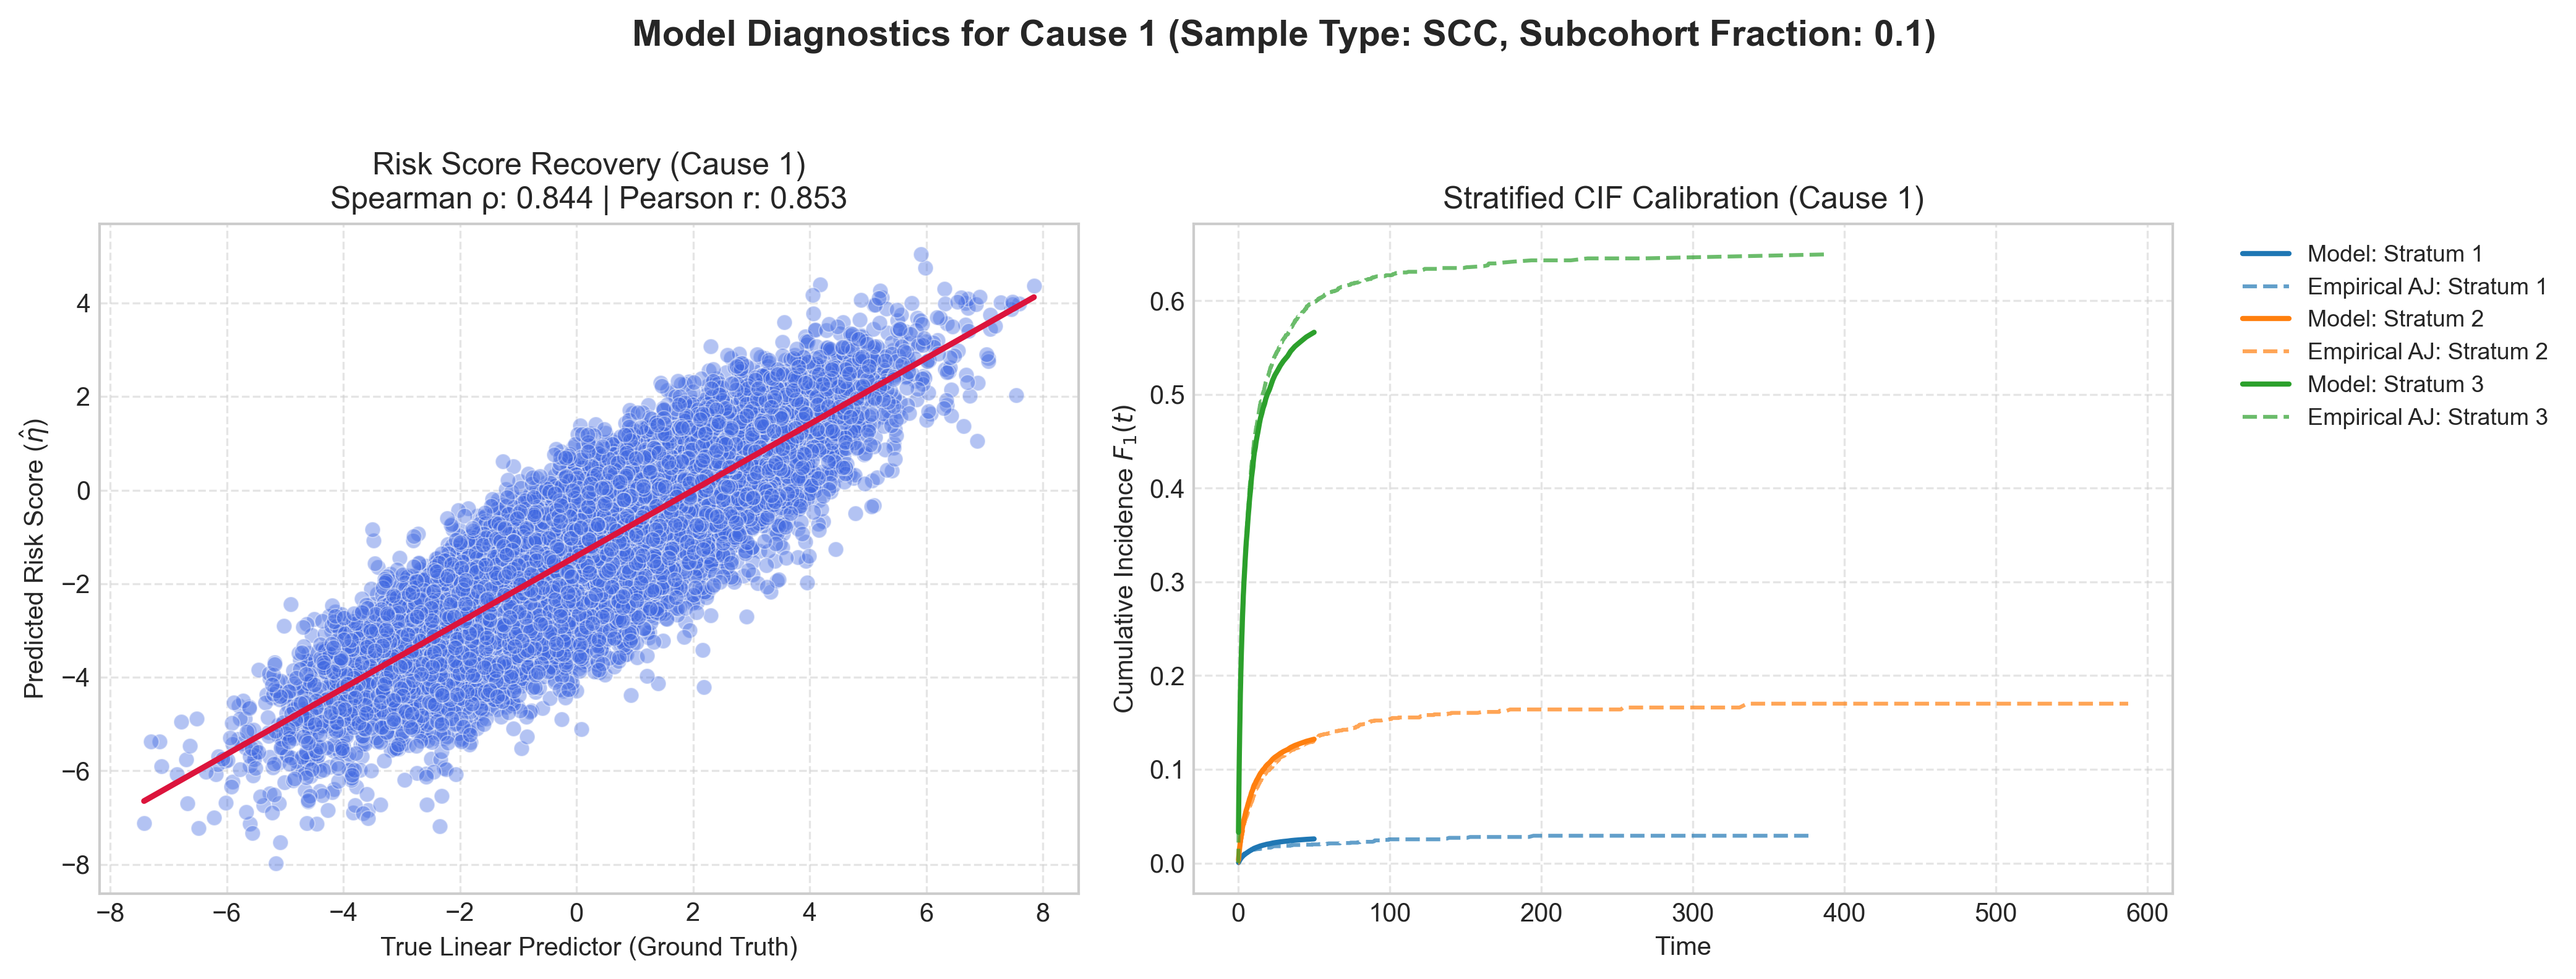 Model Diagnostics for Cause 1 (Sample Type: SCC, Subcohort Fraction: 0.1)
Risk Score Recovery (Cause 1)
Spearman ρ: 0.844 | Pearson r: 0.853
Predicted Risk Score (η̂)
4
2
0
−2
−4
−6
−8
−8 −6 −4 −2 0 2 4 6 8
True Linear Predictor (Ground Truth)
Stratified CIF Calibration (Cause 1)
Cumulative Incidence F₁(t)
0.6
0.5
0.4
0.3
0.2
0.1
0.0
0 100 200 300 400 500 600
Time
Model: Stratum 1
Empirical AJ: Stratum 1
Model: Stratum 2
Empirical AJ: Stratum 2
Model: Stratum 3
Empirical AJ: Stratum 3